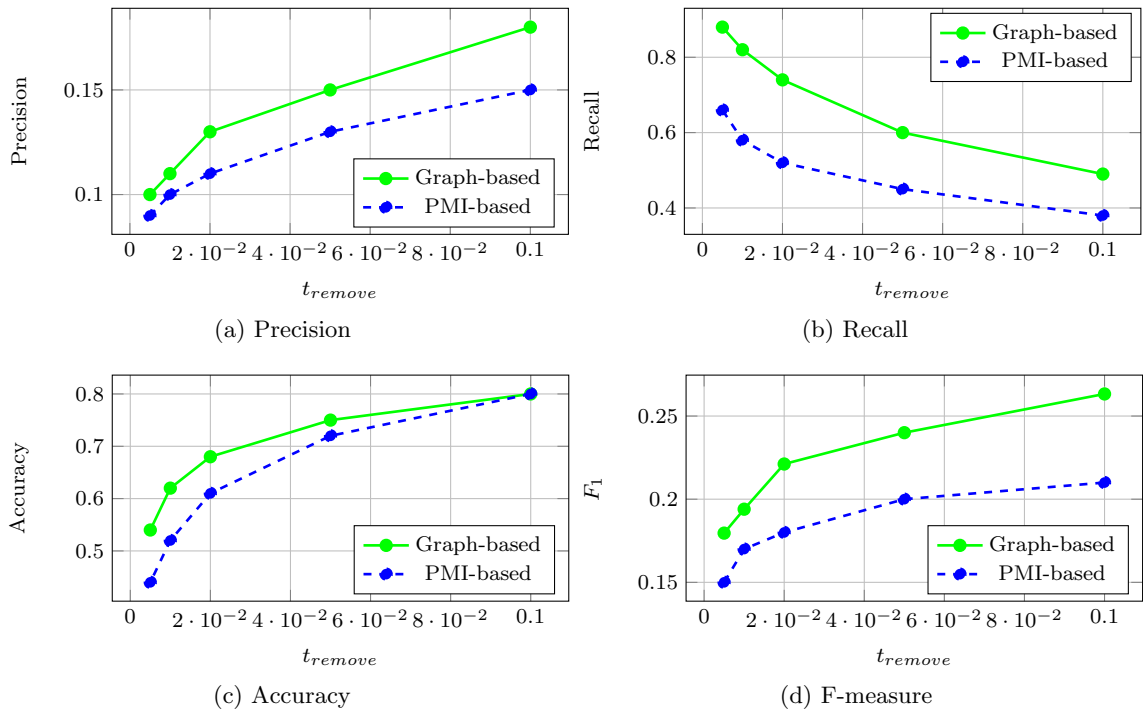 Precision
0.15
0.1
Graph-based
PMI-based
0 2 · 10⁻² 4 · 10⁻² 6 · 10⁻² 8 · 10⁻² 0.1
t_remove
(a) Precision
Recall
0.8
0.6
0.4
Graph-based
PMI-based
0 2 · 10⁻² 4 · 10⁻² 6 · 10⁻² 8 · 10⁻² 0.1
t_remove
(b) Recall
Accuracy
0.8
0.7
0.6
0.5
Graph-based
PMI-based
0 2 · 10⁻² 4 · 10⁻² 6 · 10⁻² 8 · 10⁻² 0.1
t_remove
(c) Accuracy
F₁
0.25
0.2
0.15
Graph-based
PMI-based
0 2 · 10⁻² 4 · 10⁻² 6 · 10⁻² 8 · 10⁻² 0.1
t_remove
(d) F-measure